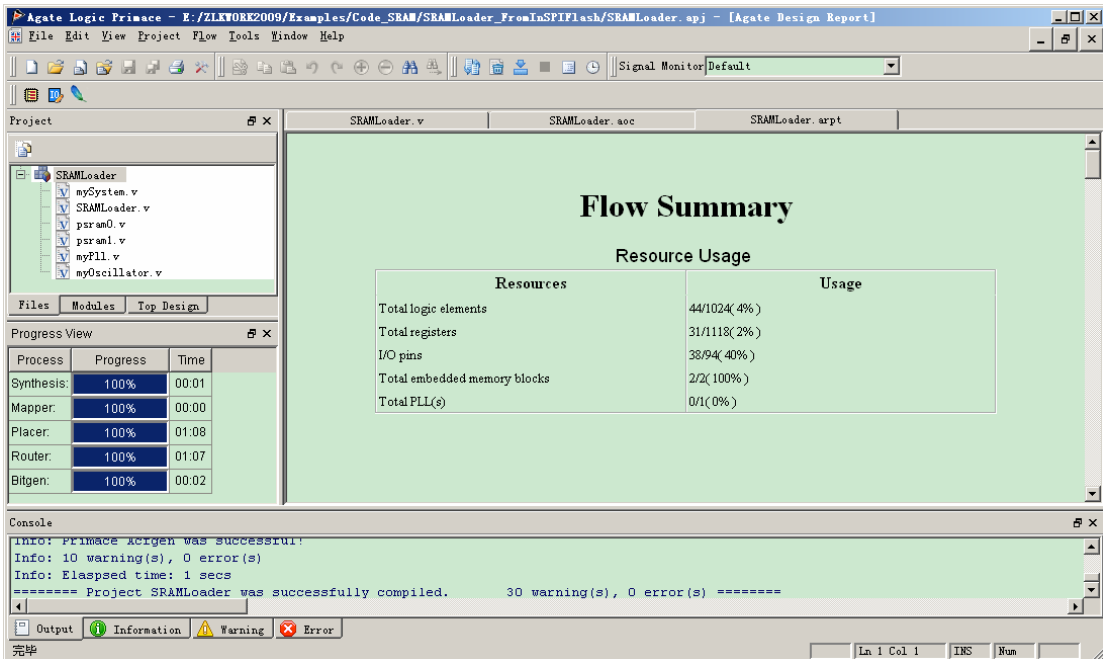 Agate Logic Primace - E:/ZLKWORK2009/Examples/Code_SRAM/SRAMLoader_FromInSPIFlash/SRAMLoader.apj - [Agate Design Report]
File Edit View Project Flow Tools Window Help
Signal Monitor Default
Project
SRAMLoader.v SRAMLoader.aoc SRAMLoader.arpt
SRAMLoader
mySystem.v
SRAMLoader.v
psram0.v
psram1.v
myPll.v
myOscillator.v
Files Modules Top Design
Flow Summary
Resource Usage
Resources Usage
Total logic elements 44/1024( 4% )
Total registers 31/1118( 2% )
I/O pins 38/94( 40% )
Total embedded memory blocks 2/2( 100% )
Total PLL(s) 0/1( 0% )
Progress View
Process Progress Time
Synthesis: 100% 00:01
Mapper: 100% 00:00
Placer: 100% 01:08
Router: 100% 01:07
Bitgen: 100% 00:02
Console
Info: Primace Acfgen was successful!
Info: 10 warning(s), 0 error(s)
Info: Elaspsed time: 1 secs
======== Project SRAMLoader was successfully compiled. 30 warning(s), 0 error(s) ========
Output Information Warning Error
完毕 Ln 1 Col 1 INS Num